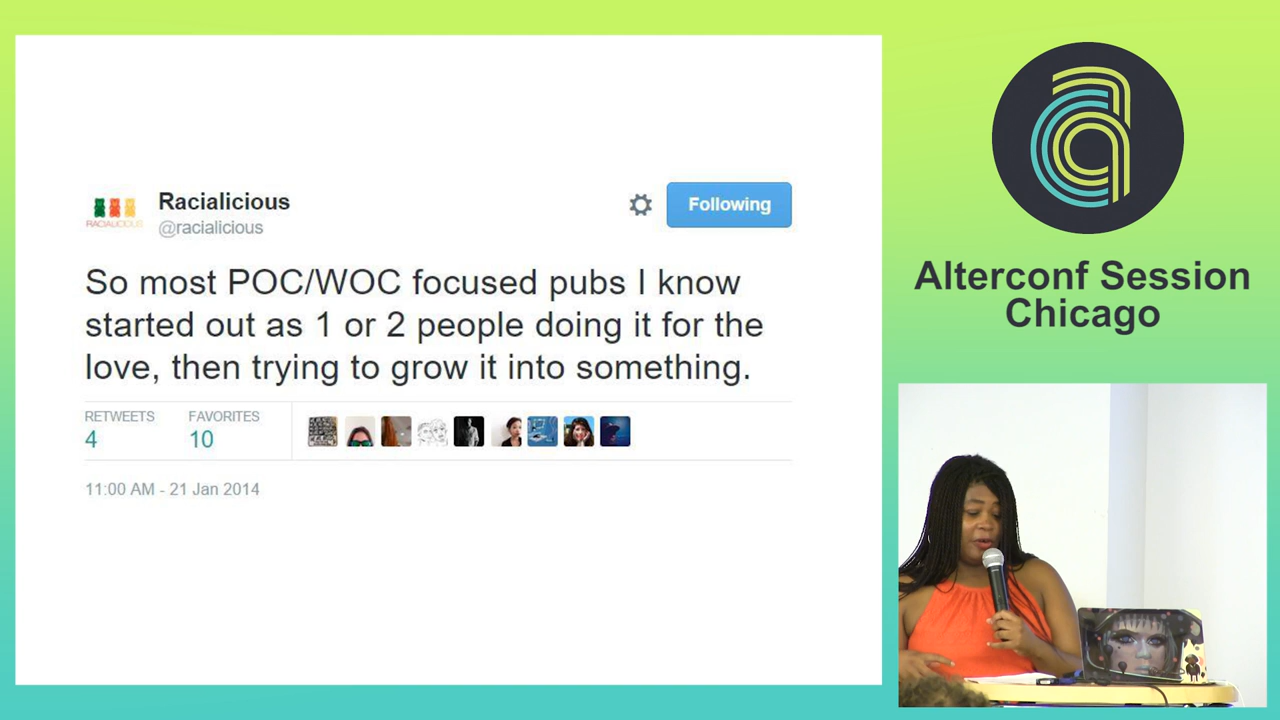 Racialicious
@racialicious
Following
RACIALICIOUS
So most POC/WOC focused pubs I know
started out as 1 or 2 people doing it for the
love, then trying to grow it into something.
RETWEETS FAVORITES
4 10
11:00 AM - 21 Jan 2014
Alterconf Session
Chicago